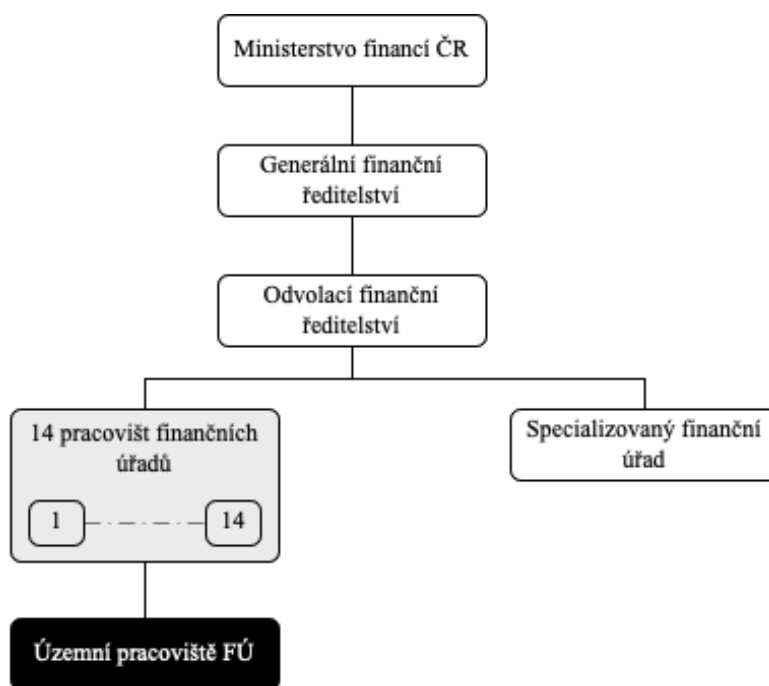 Ministerstvo financí ČR
Generální finanční
ředitelství
Odvolací finanční
ředitelství
14 pracovišt finančních
úřadů
1
14
Specializovaný finanční
úřad
Územní pracoviště FÚ